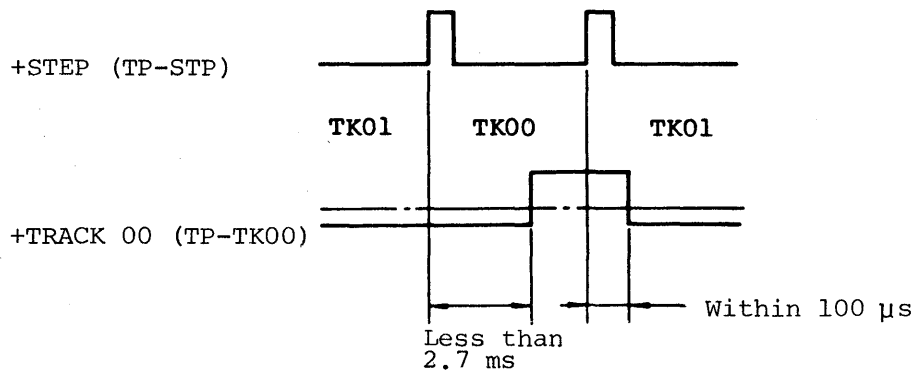 +STEP (TP-STP)
TK01 TK00 TK01
+TRACK 00 (TP-TK00)
Within 100 μs
Less than
2.7 ms